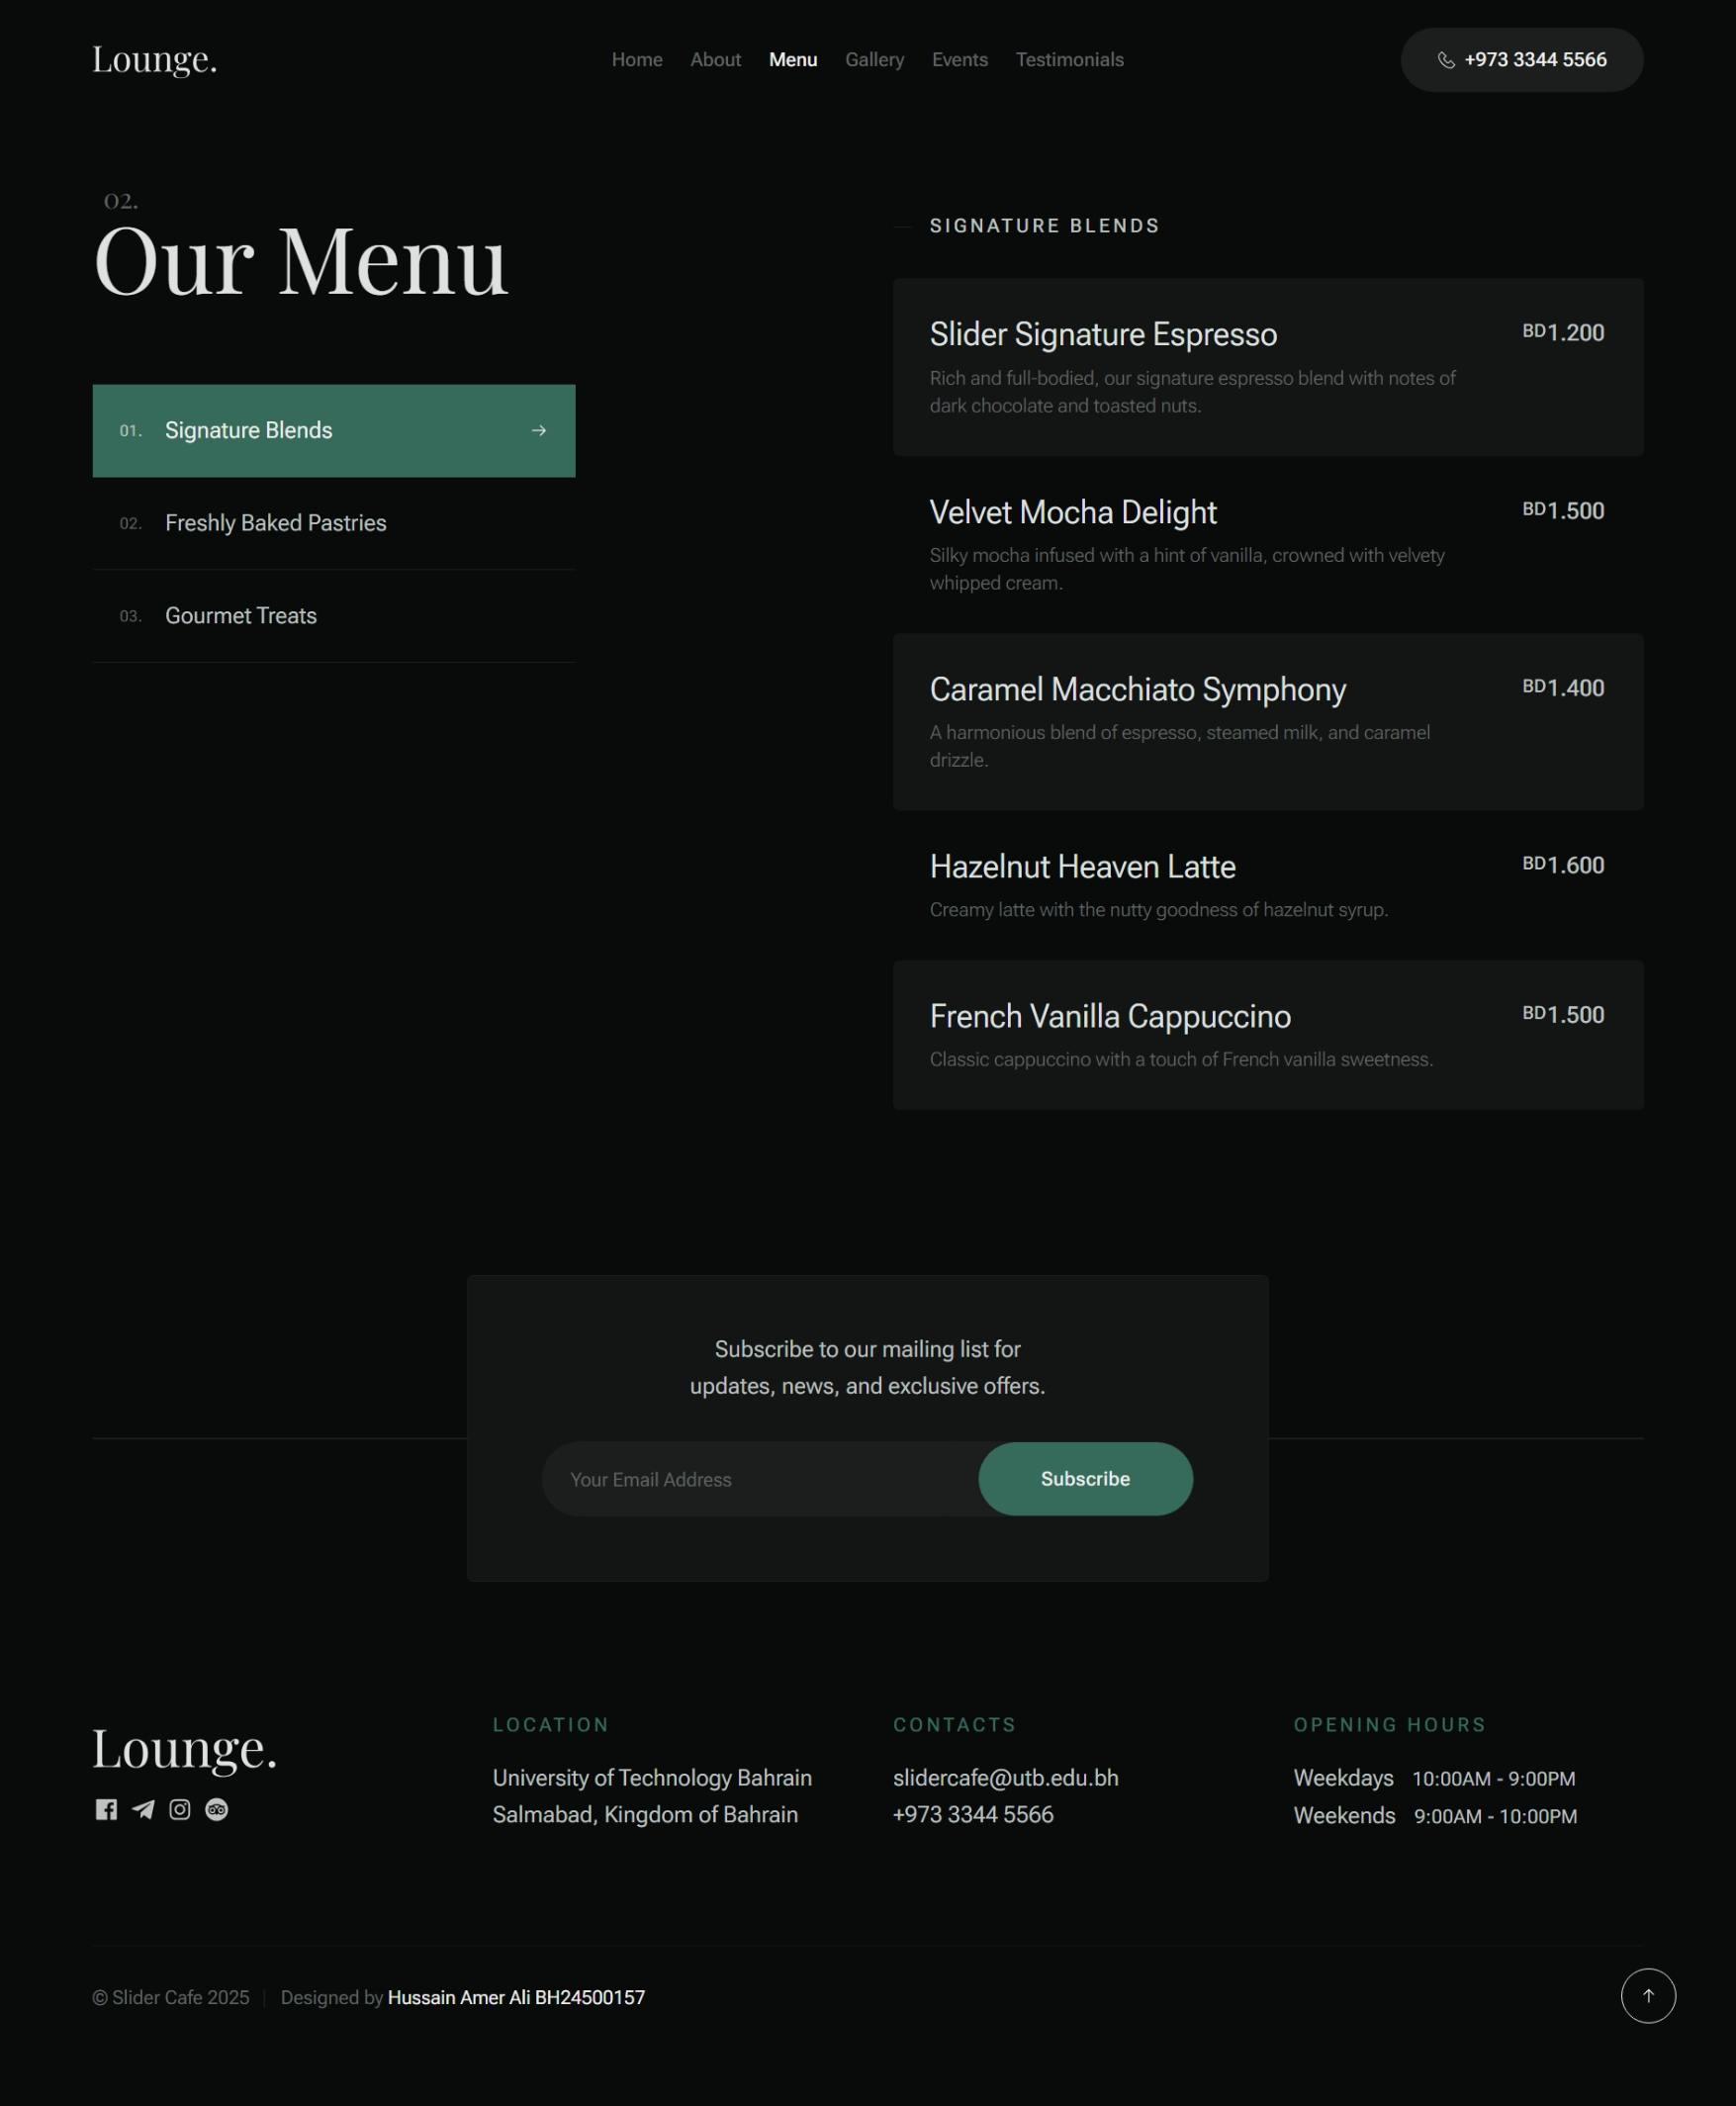 Lounge.
Home About Menu Gallery Events Testimonials
+973 3344 5566
02.
Our Menu
01. Signature Blends
02. Freshly Baked Pastries
03. Gourmet Treats
SIGNATURE BLENDS
Slider Signature Espresso BD1.200
Rich and full-bodied, our signature espresso blend with notes of
dark chocolate and toasted nuts.
Velvet Mocha Delight BD1.500
Silky mocha infused with a hint of vanilla, crowned with velvety
whipped cream.
Caramel Macchiato Symphony BD1.400
A harmonious blend of espresso, steamed milk, and caramel
drizzle.
Hazelnut Heaven Latte BD1.600
Creamy latte with the nutty goodness of hazelnut syrup.
French Vanilla Cappuccino BD1.500
Classic cappuccino with a touch of French vanilla sweetness.
Subscribe to our mailing list for
updates, news, and exclusive offers.
Your Email Address Subscribe
Lounge.
LOCATION
University of Technology Bahrain
Salmabad, Kingdom of Bahrain
CONTACTS
slidercafe@utb.edu.bh
+973 3344 5566
OPENING HOURS
Weekdays 10:00AM - 9:00PM
Weekends 9:00AM - 10:00PM
© Slider Cafe 2025 | Designed by Hussain Amer Ali BH24500157